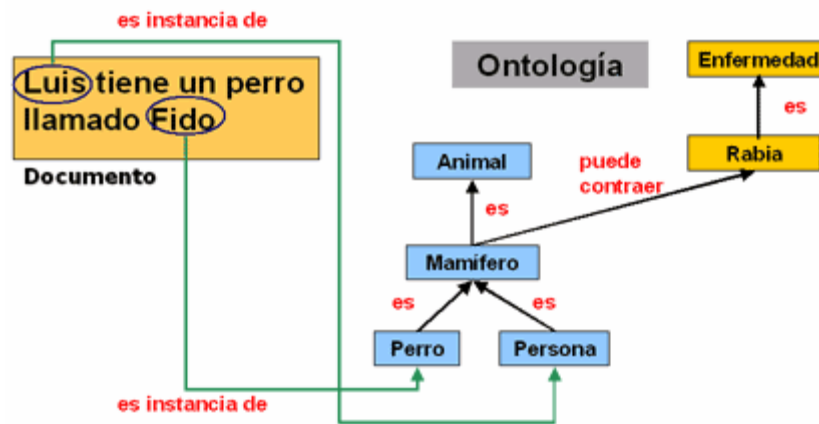 es instancia de
Luis tiene un perro
llamado Fido
Documento
Ontología
Enfermedad
es
Rabia
puede
contraer
Animal
es
Mamífero
es
es
Perro
Persona
es instancia de